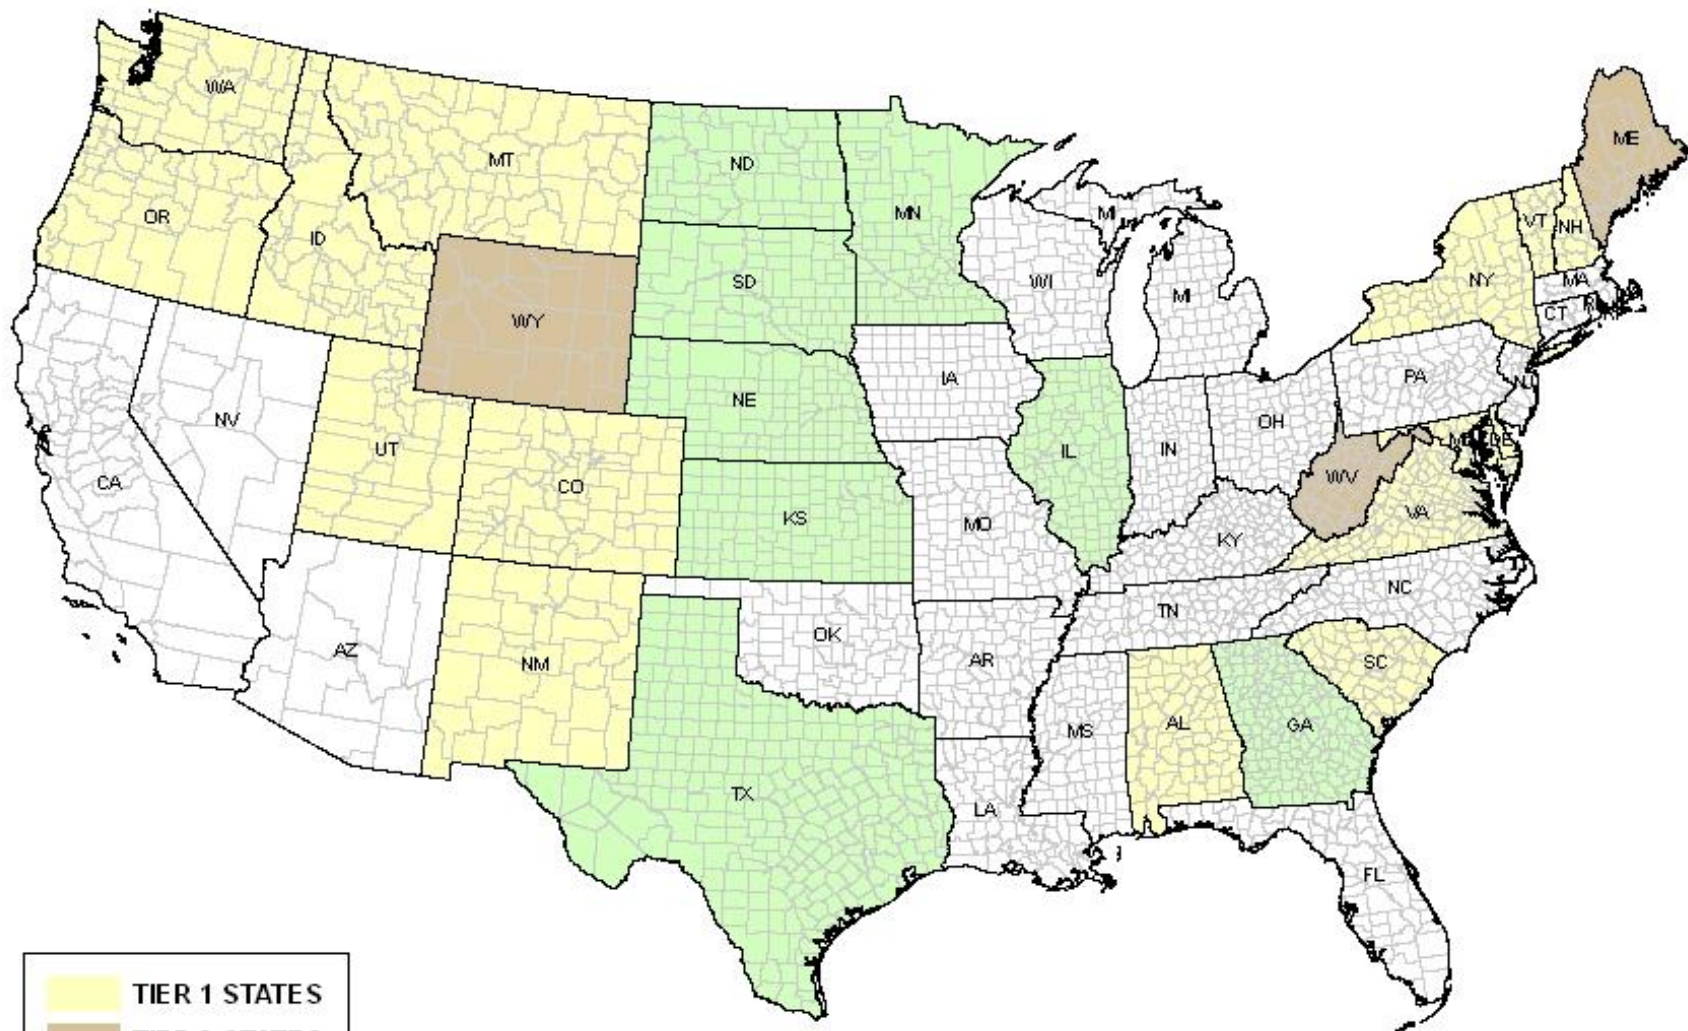 WA
MT
ND
MN
ME
OR
ID
SD
WI
MI
MI
VT
NH
NY
MA
CT
WY
IA
PA
NV
NE
UT
CO
IL
IN
OH
WV
DE
CA
KS
MO
KY
VA
AZ
NM
OK
AR
TN
NC
SC
MS
AL
GA
TX
LA
FL
TIER 1 STATES